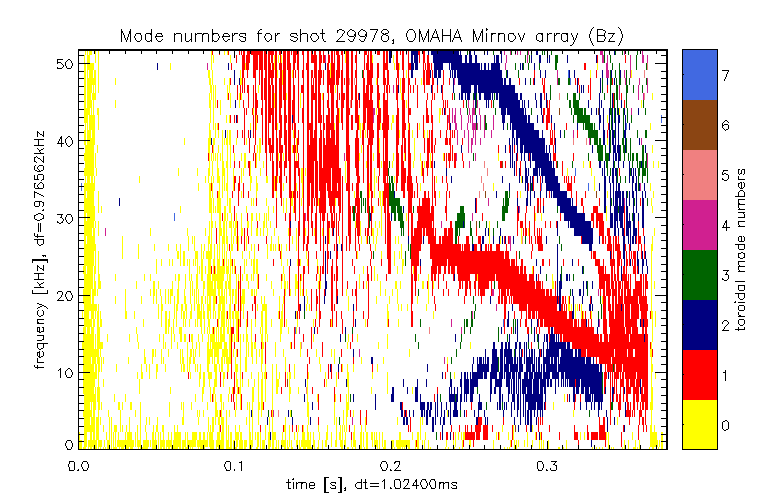 Mode numbers for shot 29978, OMAHA Mirnov array (Bz)
50
40
30
20
10
0
frequency [kHz], df=0.976562kHz
0.0 0.1 0.2 0.3
time [s], dt=1.02400ms
7
6
5
4
3
2
1
0
toroidal mode numbers